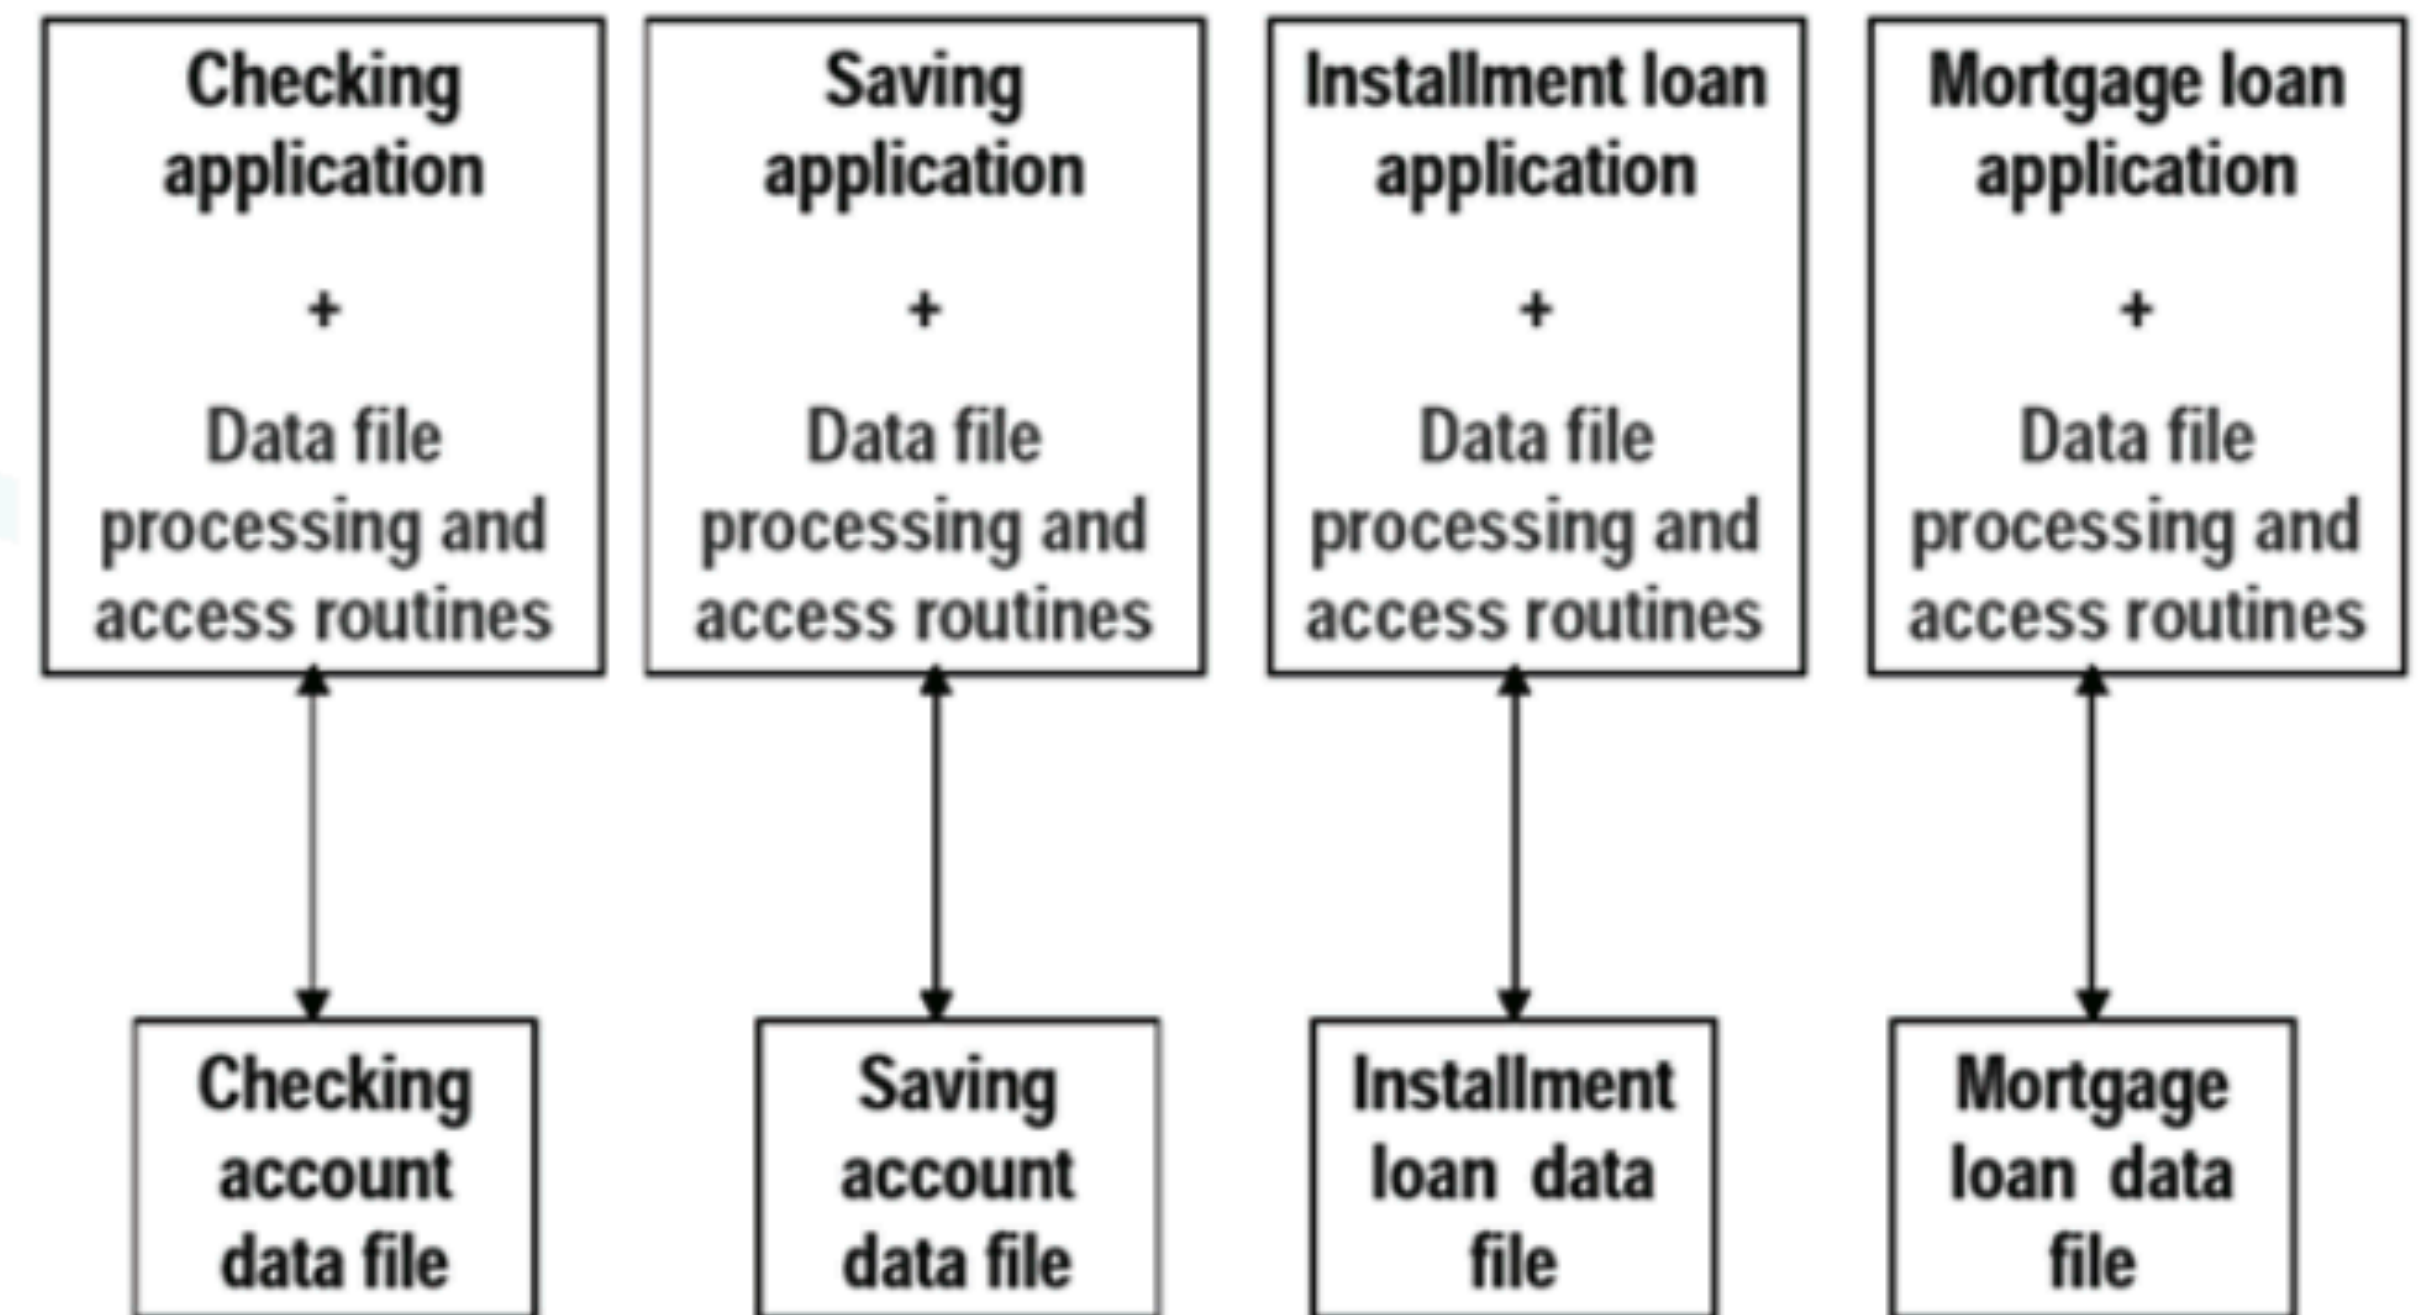 Checking
application
+
Data file
processing and
access routines
Saving
application
+
Data file
processing and
access routines
Installment loan
application
+
Data file
processing and
access routines
Mortgage loan
application
+
Data file
processing and
access routines
Checking
account
data file
Saving
account
data file
Installment
loan data
file
Mortgage
loan data
file